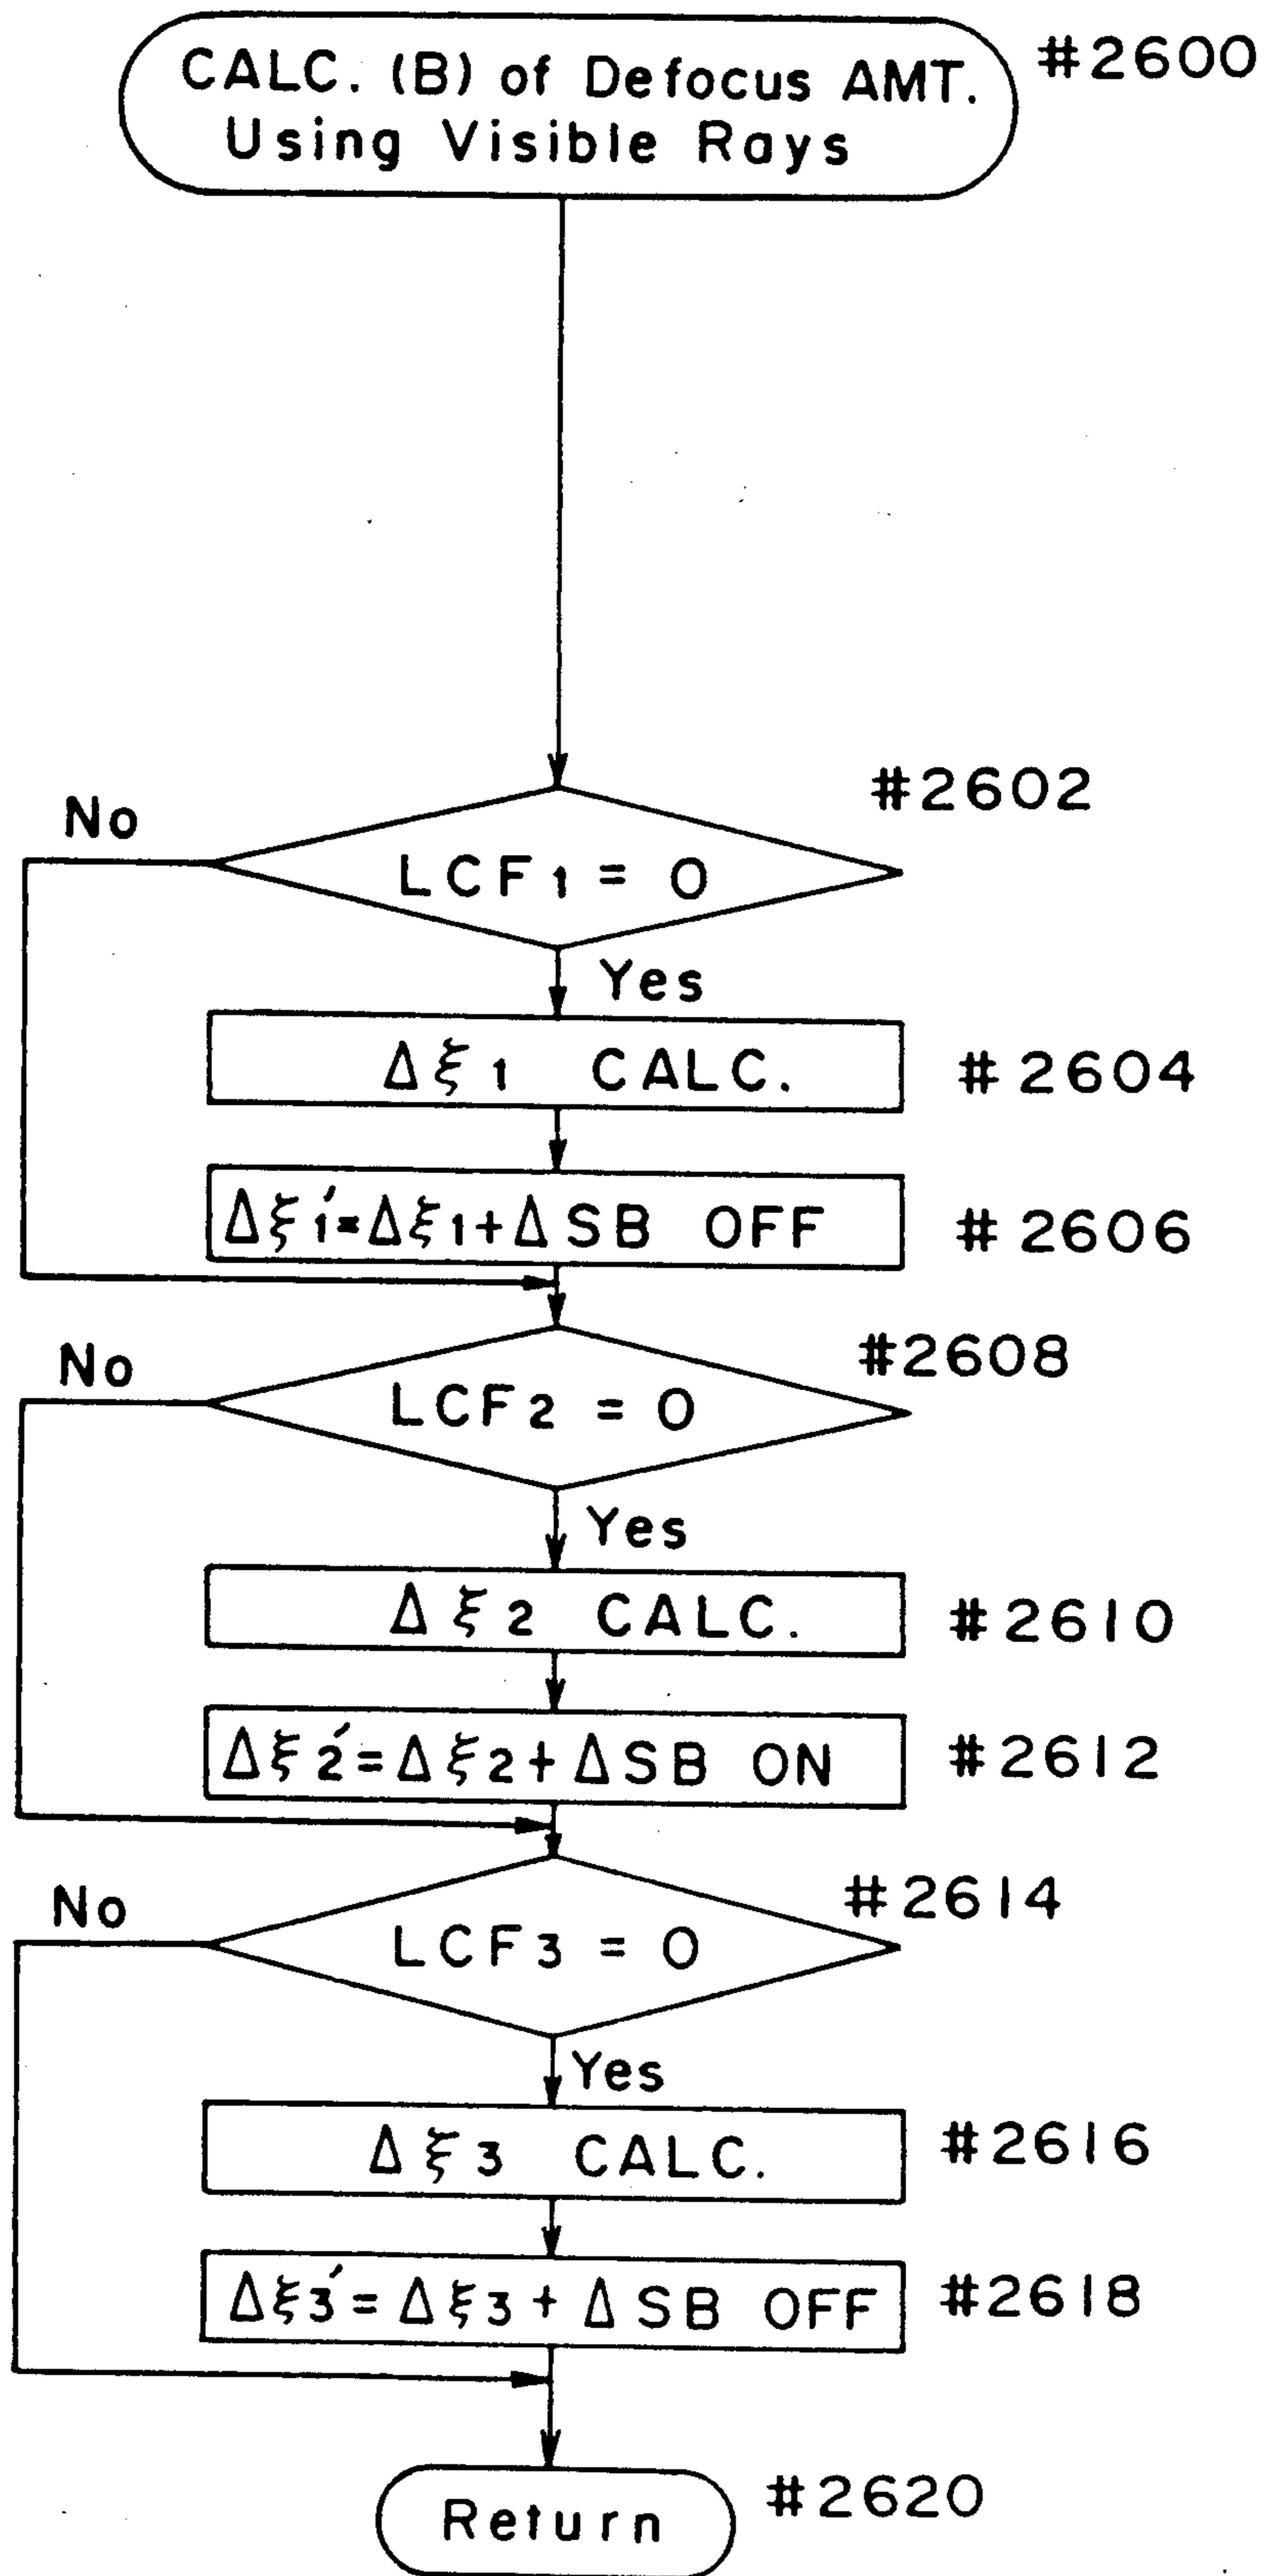 CALC. (B) of Defocus AMT.
Using Visible Rays
#2600
#2602
No
LCF1 = 0
Yes
Δξ1 CALC.
#2604
Δξ1′=Δξ1+ΔSB OFF
#2606
#2608
No
LCF2 = 0
Yes
Δξ2 CALC.
#2610
Δξ2′=Δξ2+ΔSB ON
#2612
#2614
No
LCF3 = 0
Yes
Δξ3 CALC.
#2616
Δξ3′=Δξ3+ΔSB OFF
#2618
Return
#2620